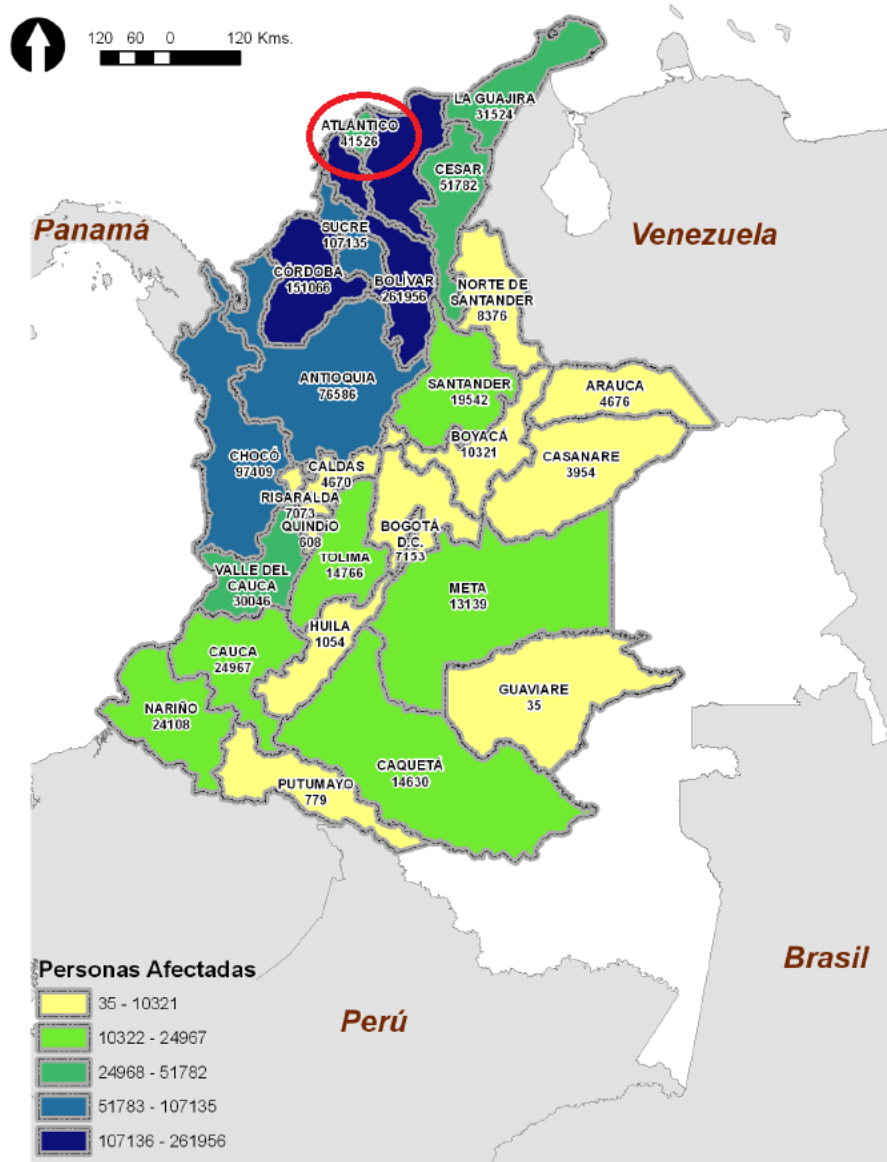 120 60 0 120 Kms.
LA GUAJIRA
31524
ATLÁNTICO
41526
CESAR
51782
Panamá
SUCRE
107135
Venezuela
CÓRDOBA
151066
BOLÍVAR
261956
NORTE DE
SANTANDER
8376
ANTIOQUIA
76586
SANTANDER
19542
ARAUCA
4676
BOYACÁ
10321
CHOCÓ
97409
CALDAS
4670
CASANARE
3954
RISARALDA
7073
QUINDÍO
608
BOGOTÁ
D.C.
7153
TOLIMA
14766
VALLE DEL
CAUCA
30046
META
13139
HUILA
1054
CAUCA
24967
GUAVIARE
35
NARIÑO
24108
CAQUETÁ
14630
PUTUMAYO
779
Brasil
Perú
Personas Afectadas
35 - 10321
10322 - 24967
24968 - 51782
51783 - 107135
107136 - 261956